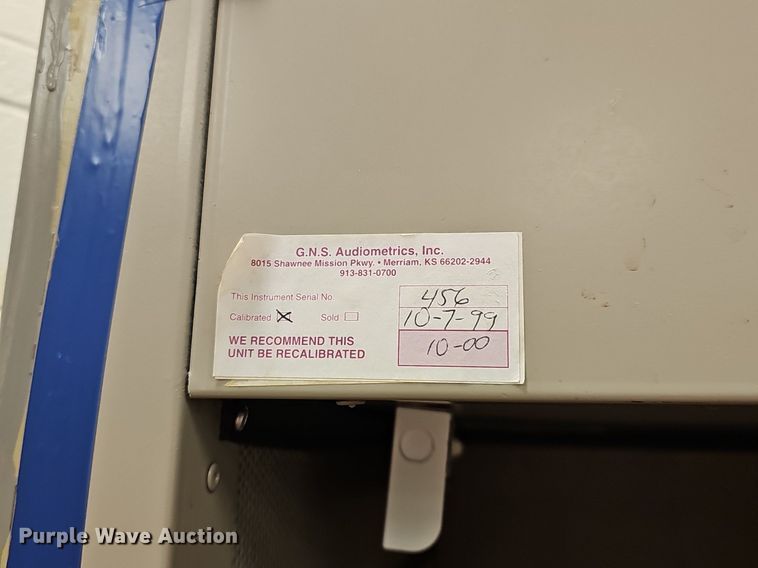 G.N.S. Audiometrics, Inc.
8015 Shawnee Mission Pkwy. • Merriam, KS 66202-2944
913-831-0700
This Instrument Serial No. 456
Calibrated X Sold 10-7-99
WE RECOMMEND THIS
UNIT BE RECALIBRATED 10-00
Purple Wave Auction